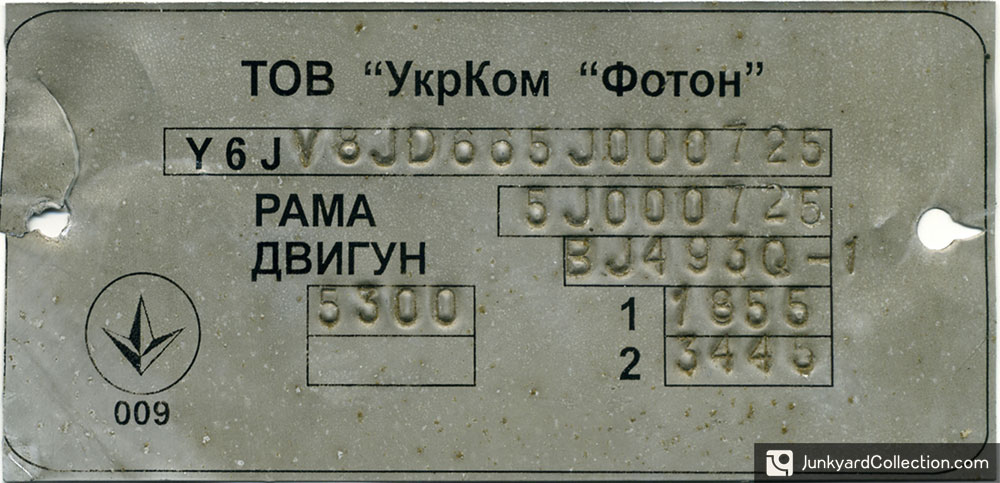 ТОВ “УкрКом “Фотон”
Y6JV8JD665J000725
РАМА 5J000725
ДВИГУН BJ493Q-1
5300 1 1855
2 3445
009
JunkyardCollection.com